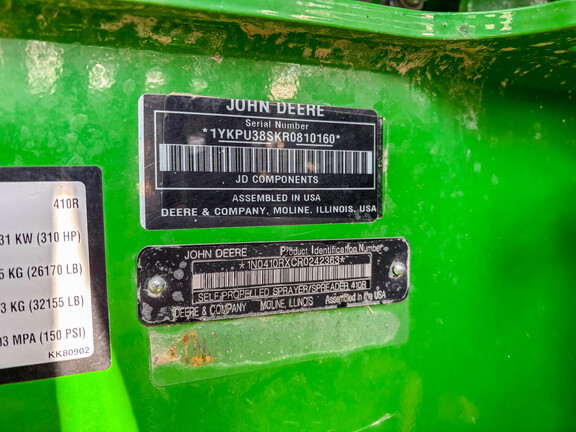 JOHN DEERE
Serial Number
*1YKPU38SKR0810160*
JD COMPONENTS
ASSEMBLED IN USA
DEERE & COMPANY, MOLINE, ILLINOIS, USA
JOHN DEERE Product Identification Number
*1N0410RXCR0242383*
SELF-PROPELLED SPRAYER/SPREADER 410R
DEERE & COMPANY MOLINE, ILLINOIS Assembled in the USA
410R
31 KW (310 HP)
5 KG (26170 LB)
3 KG (32155 LB)
03 MPA (150 PSI)
KK80902